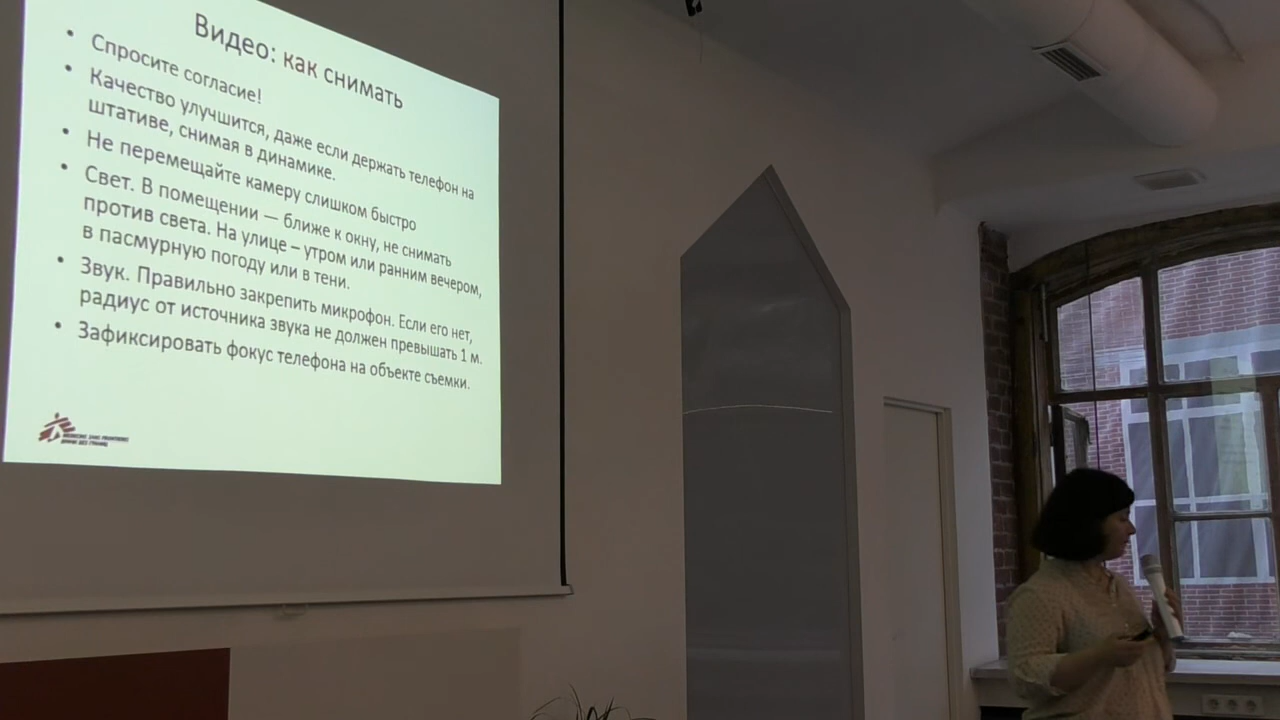 Видео: как снимать
• Спросите согласие!
• Качество улучшится, даже если держать телефон на
штативе, снимая в динамике.
• Не перемещайте камеру слишком быстро
• Свет. В помещении — ближе к окну, не снимать
против света. На улице – утром или ранним вечером,
в пасмурную погоду или в тени.
• Звук. Правильно закрепить микрофон. Если его нет,
радиус от источника звука не должен превышать 1 м.
• Зафиксировать фокус телефона на объекте съемки.
MEDECINS SANS FRONTIERES